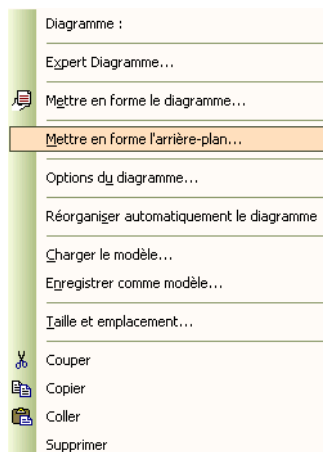 Diagramme :
Expert Diagramme...
Mettre en forme le diagramme...
Mettre en forme l'arrière-plan...
Options du diagramme...
Réorganiser automatiquement le diagramme
Charger le modèle...
Enregistrer comme modèle...
Taille et emplacement...
Couper
Copier
Coller
Supprimer